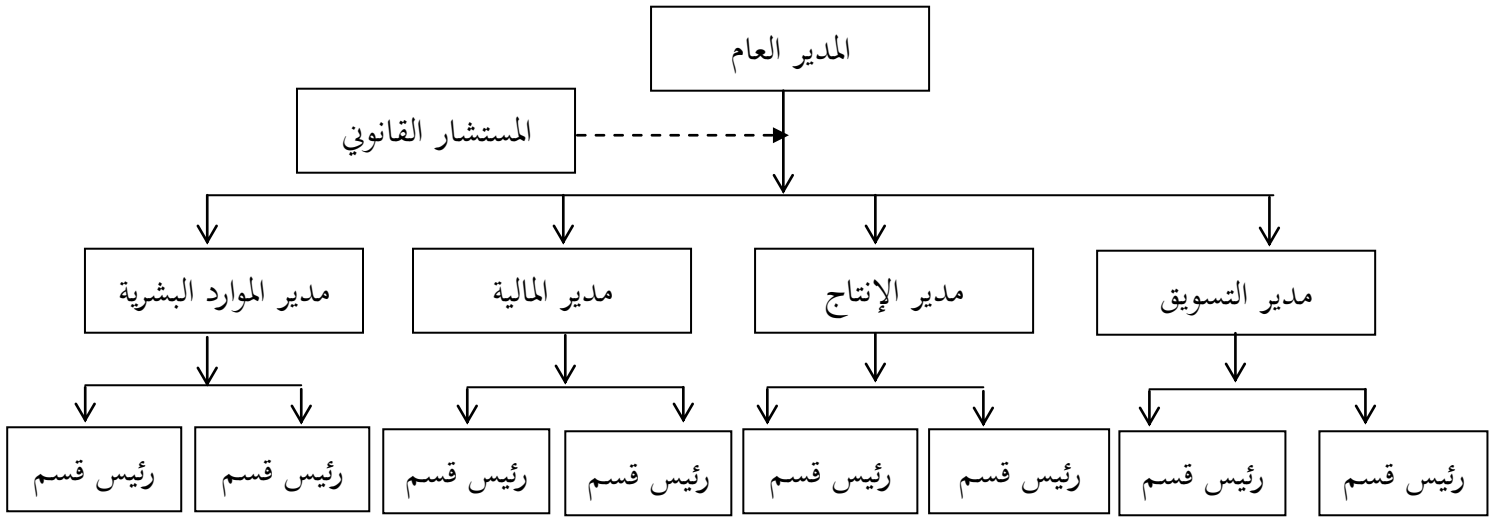 المدير العام
المستشار القانوني
مدير التسويق
مدير الإنتاج
مدير المالية
مدير الموارد البشرية
رئيس قسم
رئيس قسم
رئيس قسم
رئيس قسم
رئيس قسم
رئيس قسم
رئيس قسم
رئيس قسم